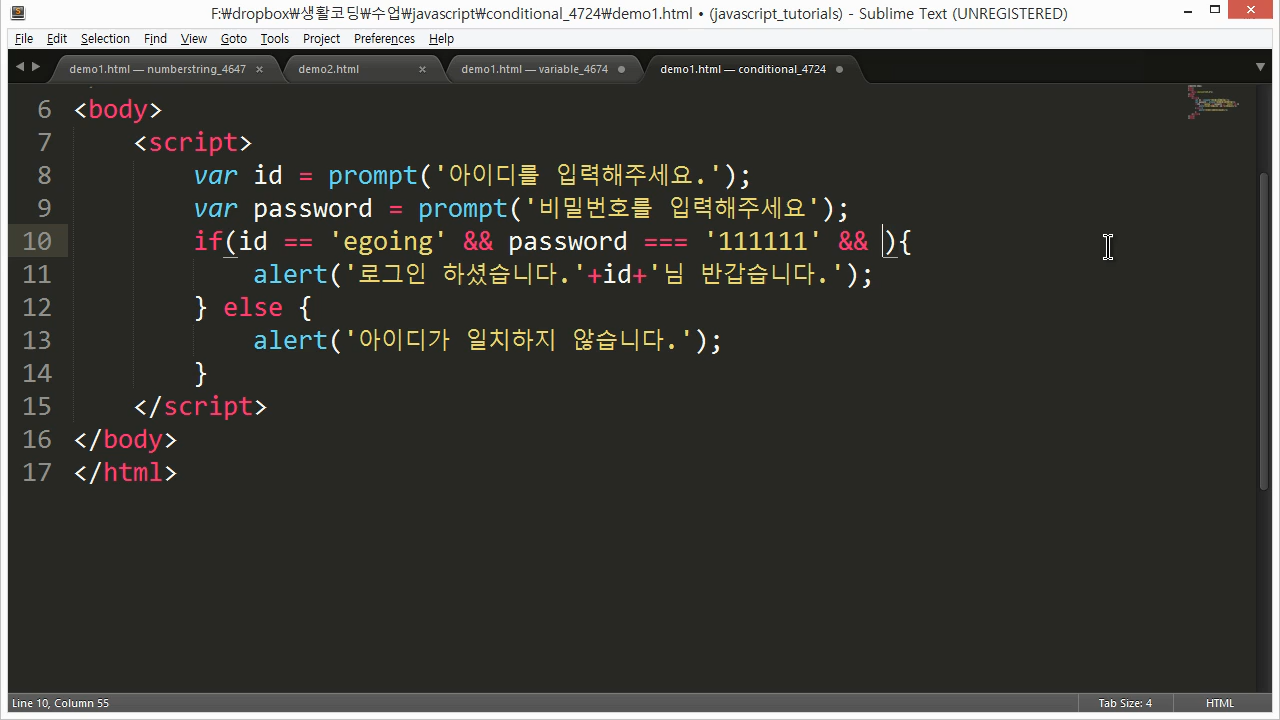 F:₩dropbox₩생활코딩₩수업₩javascript₩conditional_4724₩demo1.html • (javascript_tutorials) - Sublime Text (UNREGISTERED)
File Edit Selection Find View Goto Tools Project Preferences Help
demo1.html — numberstring_4647 × demo2.html × demo1.html — variable_4674 demo1.html — conditional_4724
6 <body>
7 <script>
8 var id = prompt('아이디를 입력해주세요.');
9 var password = prompt('비밀번호를 입력해주세요');
10 if(id == 'egoing' && password === '111111' && ){
11 alert('로그인 하셨습니다.'+id+'님 반갑습니다.');
12 } else {
13 alert('아이디가 일치하지 않습니다.');
14 }
15 </script>
16 </body>
17 </html>
Line 10, Column 55 Tab Size: 4 HTML